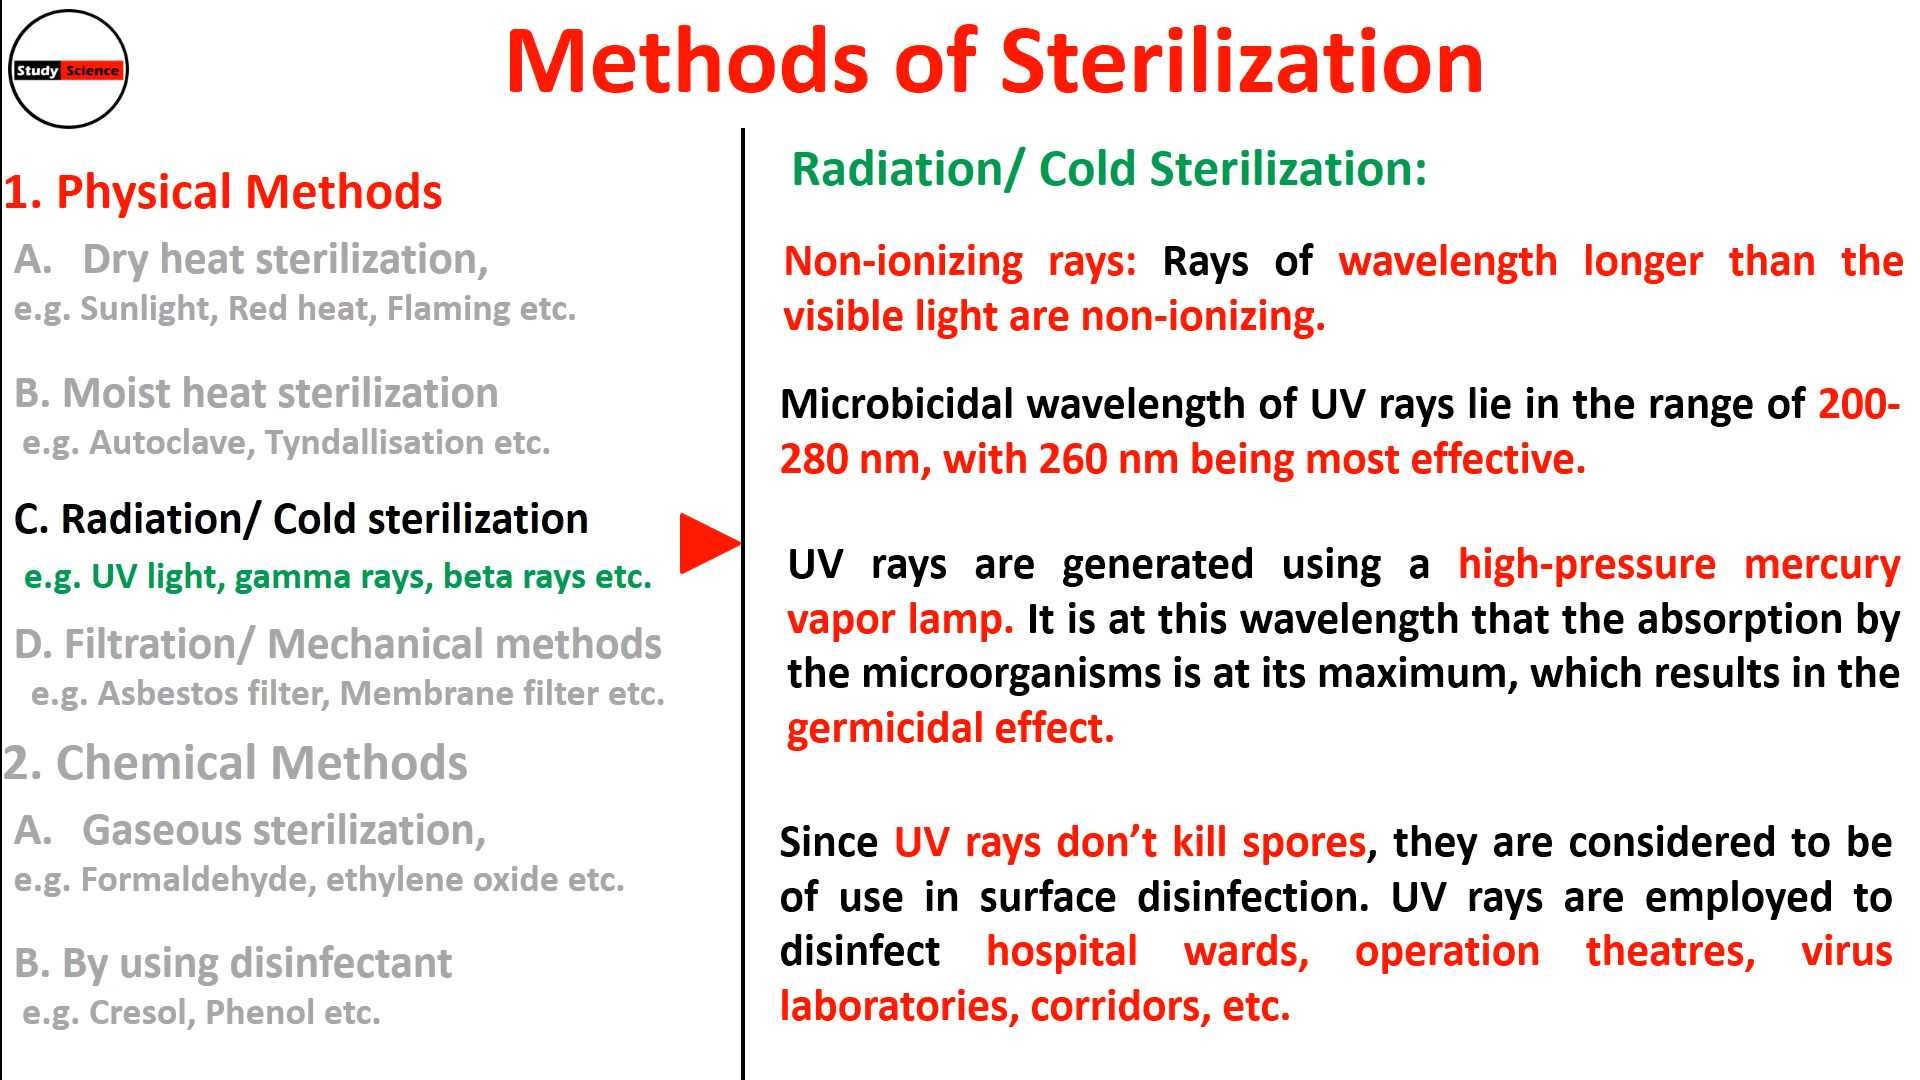 Study Science
Methods of Sterilization
1. Physical Methods
A. Dry heat sterilization,
e.g. Sunlight, Red heat, Flaming etc.
B. Moist heat sterilization
e.g. Autoclave, Tyndallisation etc.
C. Radiation/ Cold sterilization
e.g. UV light, gamma rays, beta rays etc.
D. Filtration/ Mechanical methods
e.g. Asbestos filter, Membrane filter etc.
2. Chemical Methods
A. Gaseous sterilization,
e.g. Formaldehyde, ethylene oxide etc.
B. By using disinfectant
e.g. Cresol, Phenol etc.
Radiation/ Cold Sterilization:
Non-ionizing rays: Rays of wavelength longer than the
visible light are non-ionizing.
Microbicidal wavelength of UV rays lie in the range of 200-
280 nm, with 260 nm being most effective.
UV rays are generated using a high-pressure mercury
vapor lamp. It is at this wavelength that the absorption by
the microorganisms is at its maximum, which results in the
germicidal effect.
Since UV rays don’t kill spores, they are considered to be
of use in surface disinfection. UV rays are employed to
disinfect hospital wards, operation theatres, virus
laboratories, corridors, etc.